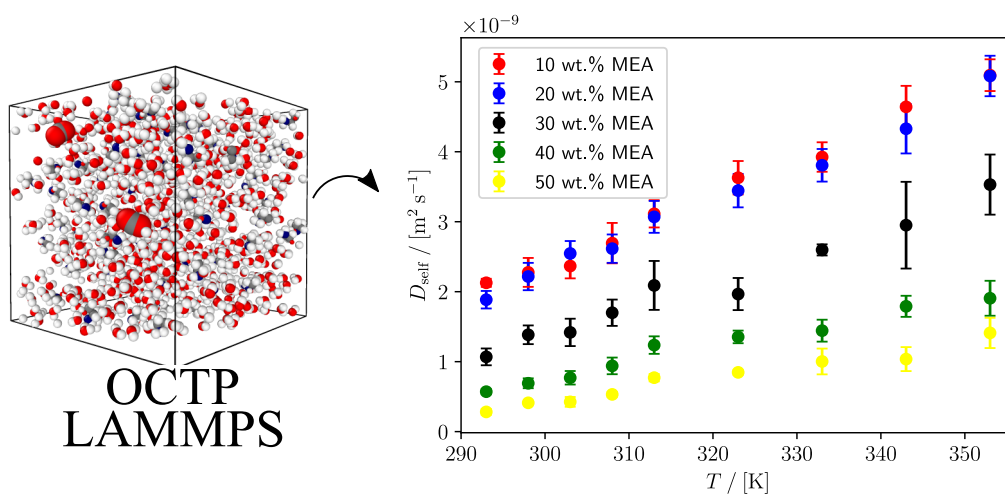 OCTP
LAMMPS
×10⁻⁹
10 wt.% MEA
20 wt.% MEA
30 wt.% MEA
40 wt.% MEA
50 wt.% MEA
5
4
3
2
1
0
D_self / [m² s⁻¹]
290 300 310 320 330 340 350
T / [K]